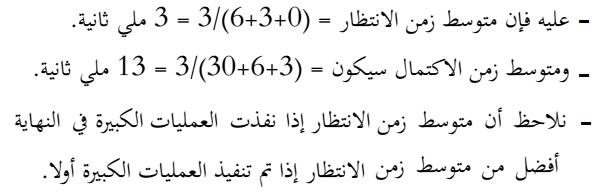 - عليه فإن متوسط زمن الانتظار = (0+3+6)/3 = 3 ملي ثانية.
- ومتوسط زمن الاكتمال سيكون = (3+6+30)/3 = 13 ملي ثانية.
- نلاحظ أن متوسط زمن الانتظار إذا نفذت العمليات الكبيرة في النهاية
أفضل من متوسط زمن الانتظار إذا تم تنفيذ العمليات الكبيرة أولا.